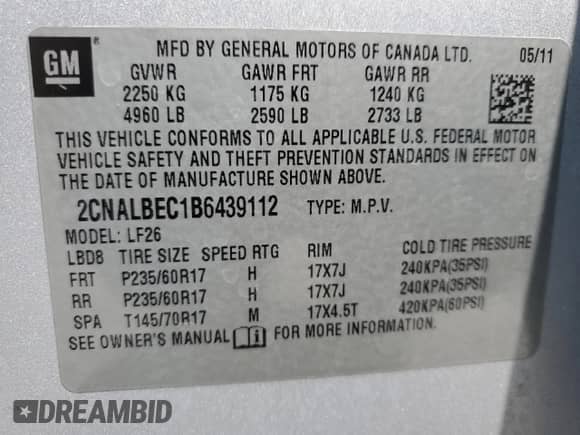 GM
MFD BY GENERAL MOTORS OF CANADA LTD. 05/11
GVWR GAWR FRT GAWR RR
2250 KG 1175 KG 1240 KG
4960 LB 2590 LB 2733 LB
THIS VEHICLE CONFORMS TO ALL APPLICABLE U.S. FEDERAL MOTOR
VEHICLE SAFETY AND THEFT PREVENTION STANDARDS IN EFFECT ON
THE DATE OF MANUFACTURE SHOWN ABOVE.
2CNALBEC1B6439112 TYPE: M.P.V.
MODEL: LF26
LBD8 TIRE SIZE SPEED RTG RIM COLD TIRE PRESSURE
FRT P235/60R17 H 17X7J 240KPA(35PSI)
RR P235/60R17 H 17X7J 240KPA(35PSI)
SPA T145/70R17 M 17X4.5T 420KPA(60PSI)
SEE OWNER'S MANUAL FOR MORE INFORMATION.
DREAMBID